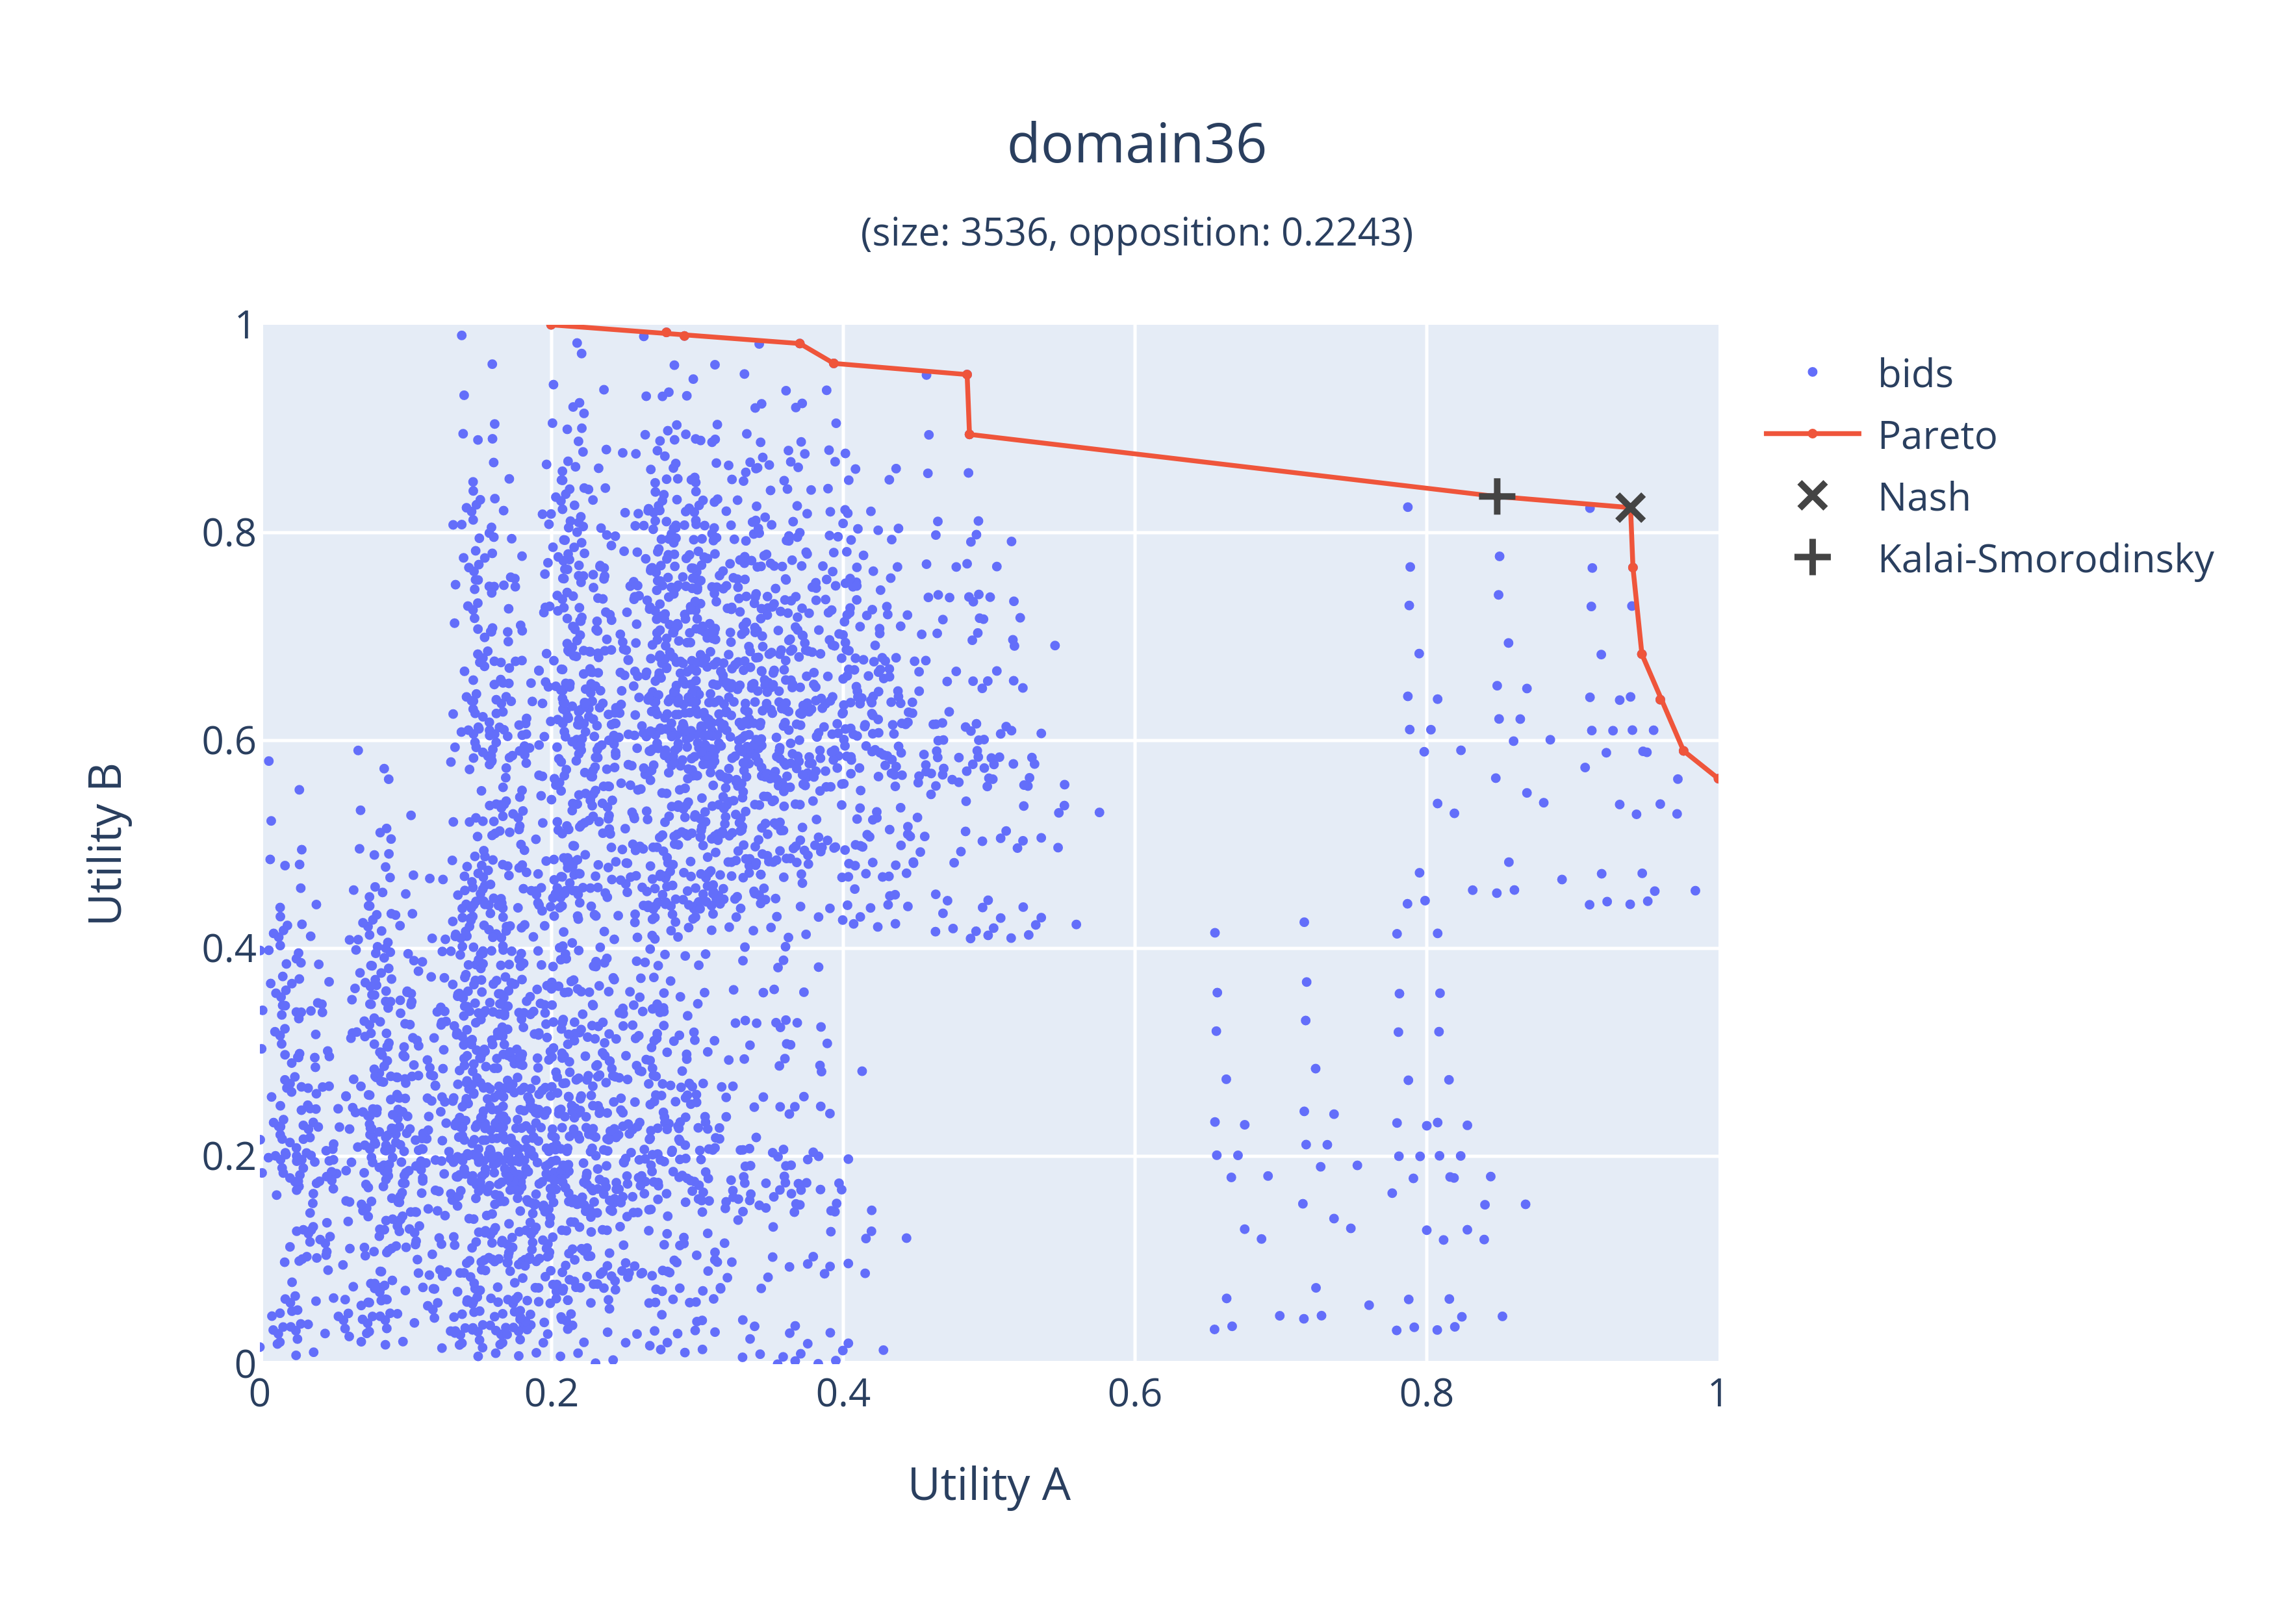 domain36
(size: 3536, opposition: 0.2243)
1
0.8
0.6
0.4
0.2
0
0 0.2 0.4 0.6 0.8 1
Utility A
Utility B
bids
Pareto
Nash
Kalai-Smorodinsky